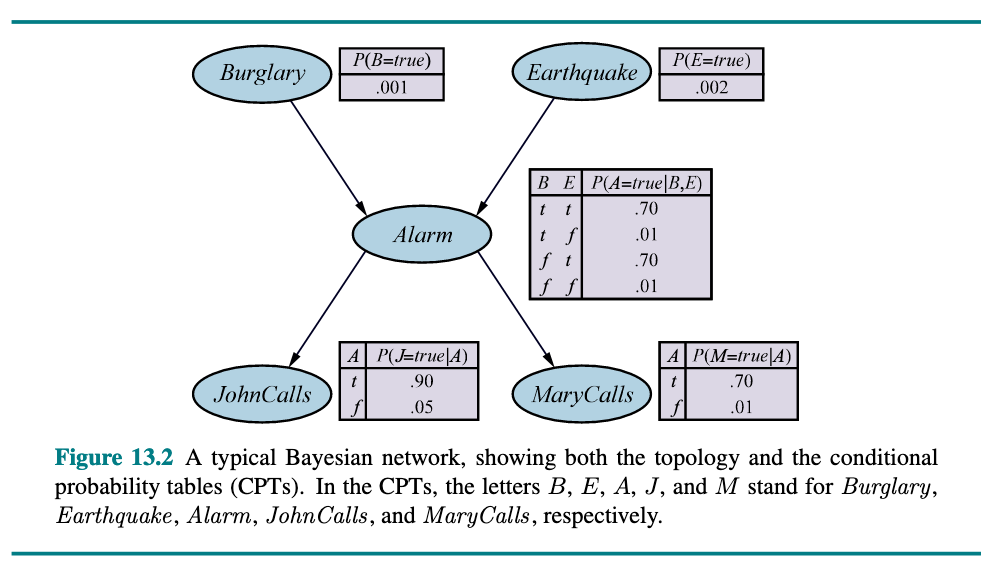 Burglary
P(B=true)
.001
Earthquake
P(E=true)
.002
B E P(A=true|B,E)
t t .70
t f .01
f t .70
f f .01
Alarm
A P(J=true|A)
t .90
f .05
JohnCalls
A P(M=true|A)
t .70
f .01
MaryCalls
Figure 13.2 A typical Bayesian network, showing both the topology and the conditional
probability tables (CPTs). In the CPTs, the letters B, E, A, J, and M stand for Burglary,
Earthquake, Alarm, JohnCalls, and MaryCalls, respectively.